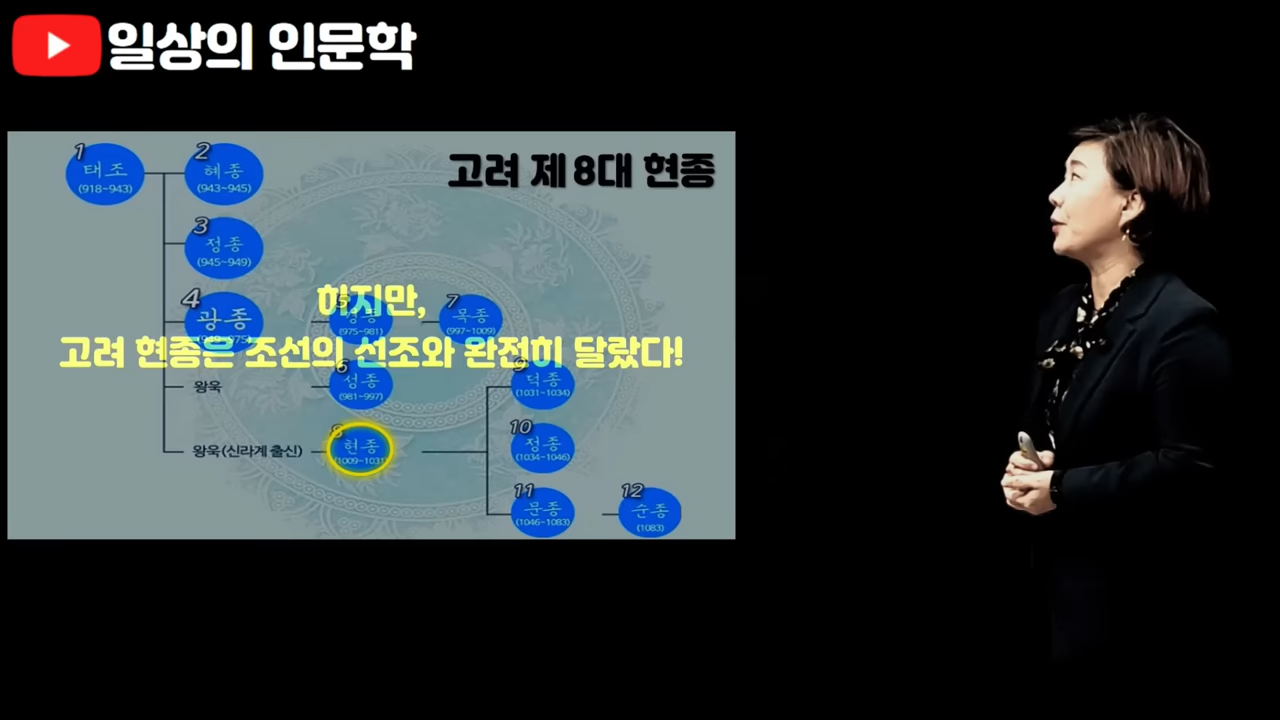 일상의 인문학
고려 제 8대 현종
1
태조
(918~943)
2
혜종
(943~945)
3
정종
(945~949)
4
광종
(949~975)
(975~981)
7
목종
(997~1009)
하지만,
고려 현종은 조선의 선조와 완전히 달랐다!
왕욱
6
성종
(981~997)
9
덕종
(1031~1034)
왕욱(신라계 출신)
8
현종
(1009~1031)
10
정종
(1034~1046)
11
문종
(1046~1083)
12
순종
(1083)